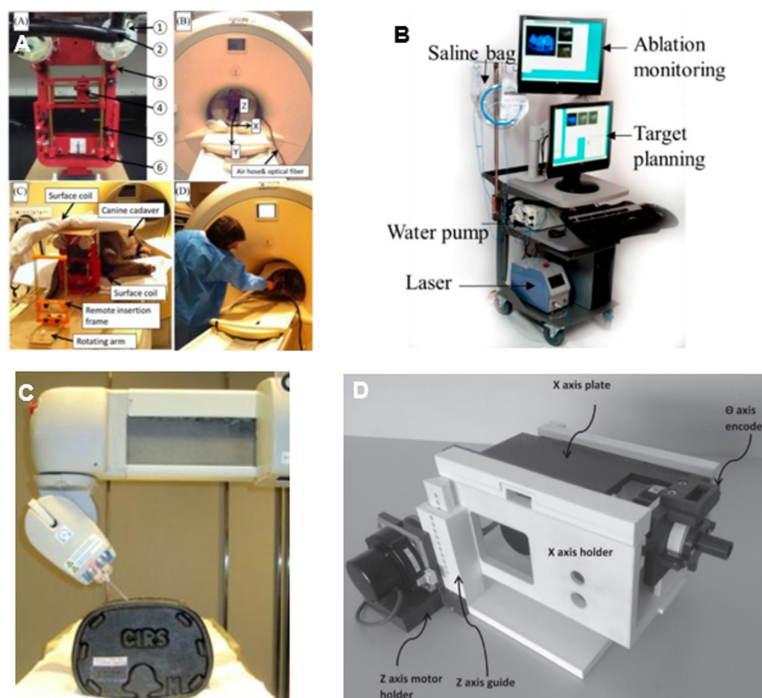 A
(A)
①
②
③
④
⑤
⑥
(B)
Z
X
Y
Air hose& optical fiber
(C)
Surface coil
Canine cadaver
Surface coil
Remote insertion
frame
Rotating arm
(D)
B
Saline bag
Ablation
monitoring
Target
planning
Water pump
Laser
C
CIRS
D
X axis plate
Θ axis
encode
X axis holder
Z axis motor
holder
Z axis guide